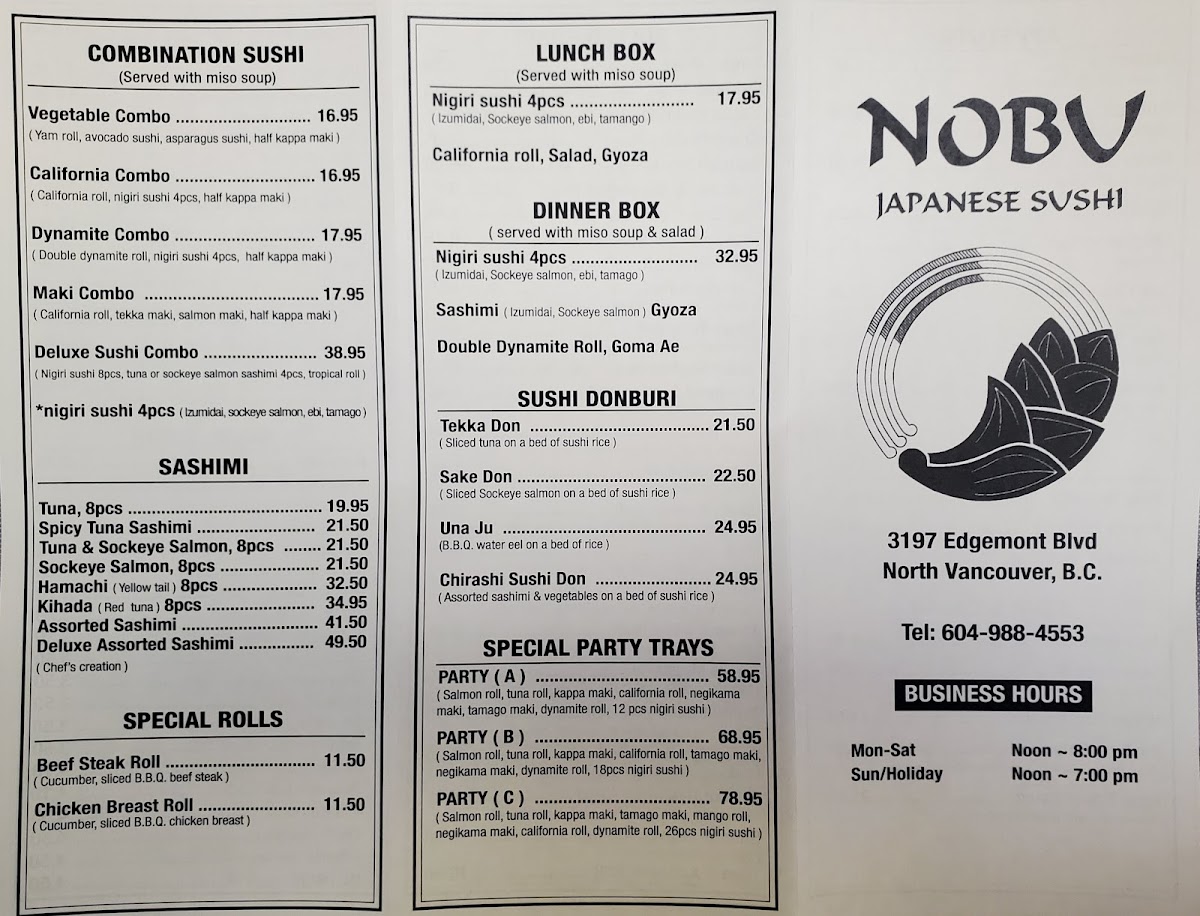 COMBINATION SUSHI
(Served with miso soup)
Vegetable Combo ............................ 16.95
( Yam roll, avocado sushi, asparagus sushi, half kappa maki )
California Combo ............................. 16.95
( California roll, nigiri sushi 4pcs, half kappa maki )
Dynamite Combo ............................. 17.95
( Double dynamite roll, nigiri sushi 4pcs, half kappa maki )
Maki Combo .................................... 17.95
( California roll, tekka maki, salmon maki, half kappa maki )
Deluxe Sushi Combo ....................... 38.95
( Nigiri sushi 8pcs, tuna or sockeye salmon sashimi 4pcs, tropical roll )
*nigiri sushi 4pcs ( Izumidai, sockeye salmon, ebi, tamago )
SASHIMI
Tuna, 8pcs ........................................ 19.95
Spicy Tuna Sashimi ........................ 21.50
Tuna & Sockeye Salmon, 8pcs ........ 21.50
Sockeye Salmon, 8pcs .................... 21.50
Hamachi ( Yellow tail ) 8pcs ................... 32.50
Kihada ( Red tuna ) 8pcs ...................... 34.95
Assorted Sashimi ............................ 41.50
Deluxe Assorted Sashimi ................ 49.50
( Chef's creation )
SPECIAL ROLLS
Beef Steak Roll ............................... 11.50
( Cucumber, sliced B.B.Q. beef steak )
Chicken Breast Roll ........................ 11.50
( Cucumber, sliced B.B.Q. chicken breast )
LUNCH BOX
(Served with miso soup)
Nigiri sushi 4pcs .......................... 17.95
( Izumidai, Sockeye salmon, ebi, tamango )
California roll, Salad, Gyoza
DINNER BOX
( served with miso soup & salad )
Nigiri sushi 4pcs .......................... 32.95
( Izumidai, Sockeye salmon, ebi, tamago )
Sashimi ( Izumidai, Sockeye salmon ) Gyoza
Double Dynamite Roll, Goma Ae
SUSHI DONBURI
Tekka Don ..................................... 21.50
( Sliced tuna on a bed of sushi rice )
Sake Don ....................................... 22.50
( Sliced Sockeye salmon on a bed of sushi rice )
Una Ju .......................................... 24.95
(B.B.Q. water eel on a bed of rice )
Chirashi Sushi Don ........................ 24.95
( Assorted sashimi & vegetables on a bed of sushi rice )
SPECIAL PARTY TRAYS
PARTY ( A ) .................................... 58.95
( Salmon roll, tuna roll, kappa maki, california roll, negikama
maki, tamago maki, dynamite roll, 12 pcs nigiri sushi )
PARTY ( B ) .................................... 68.95
( Salmon roll, tuna roll, kappa maki, california roll, tamago maki,
negikama maki, dynamite roll, 18pcs nigiri sushi )
PARTY ( C ) .................................... 78.95
( Salmon roll, tuna roll, kappa maki, tamago maki, mango roll,
negikama maki, california roll, dynamite roll, 26pcs nigiri sushi )
NOBU
JAPANESE SUSHI
3197 Edgemont Blvd
North Vancouver, B.C.
Tel: 604-988-4553
BUSINESS HOURS
Mon-Sat Noon ~ 8:00 pm
Sun/Holiday Noon ~ 7:00 pm